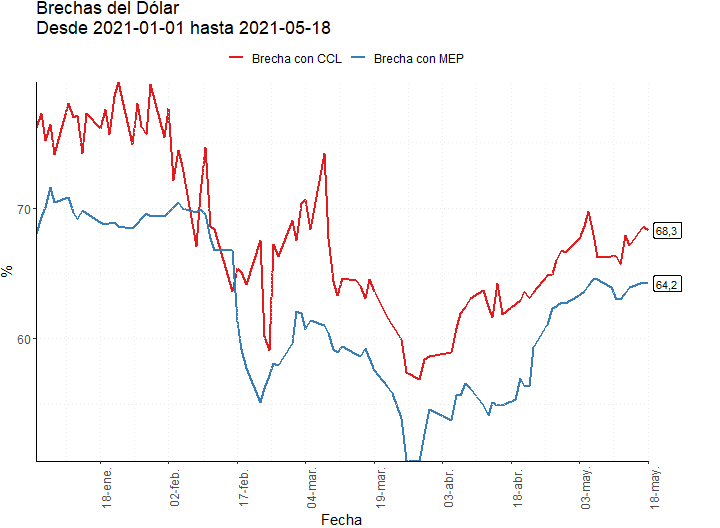 Brechas del Dólar
Desde 2021-01-01 hasta 2021-05-18
Brecha con CCL Brecha con MEP
%
70
60
68,3
64,2
18-ene.
02-feb.
17-feb.
04-mar.
19-mar.
03-abr.
18-abr.
03-may.
18-may.
Fecha